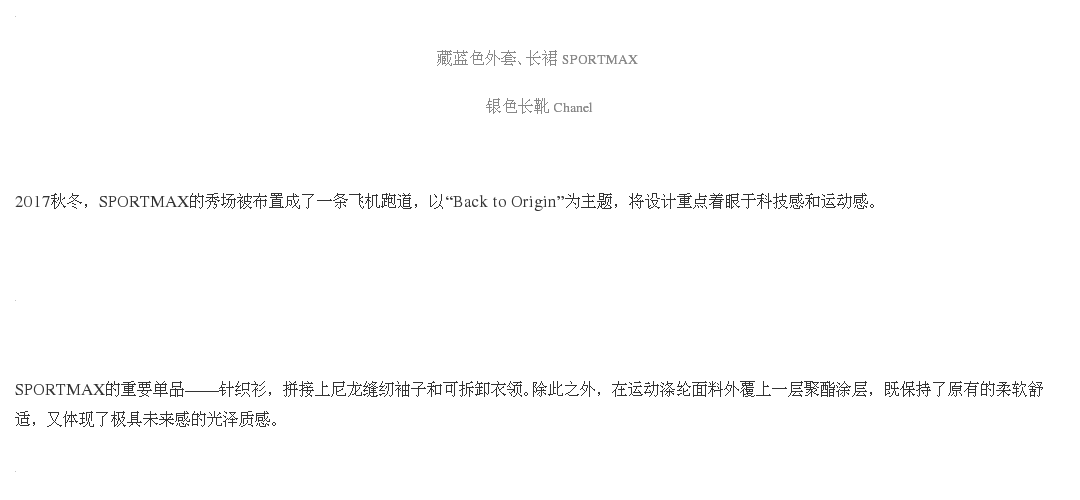 藏蓝色外套、长裙 SPORTMAX
银色长靴 Chanel
2017秋冬，SPORTMAX的秀场被布置成了一条飞机跑道，以“Back to Origin”为主题，将设计重点着眼于科技感和运动感。
SPORTMAX的重要单品——针织衫，拼接上尼龙缝纫袖子和可拆卸衣领。除此之外，在运动涤纶面料外覆上一层聚酯涂层，既保持了原有的柔软舒
适，又体现了极具未来感的光泽质感。